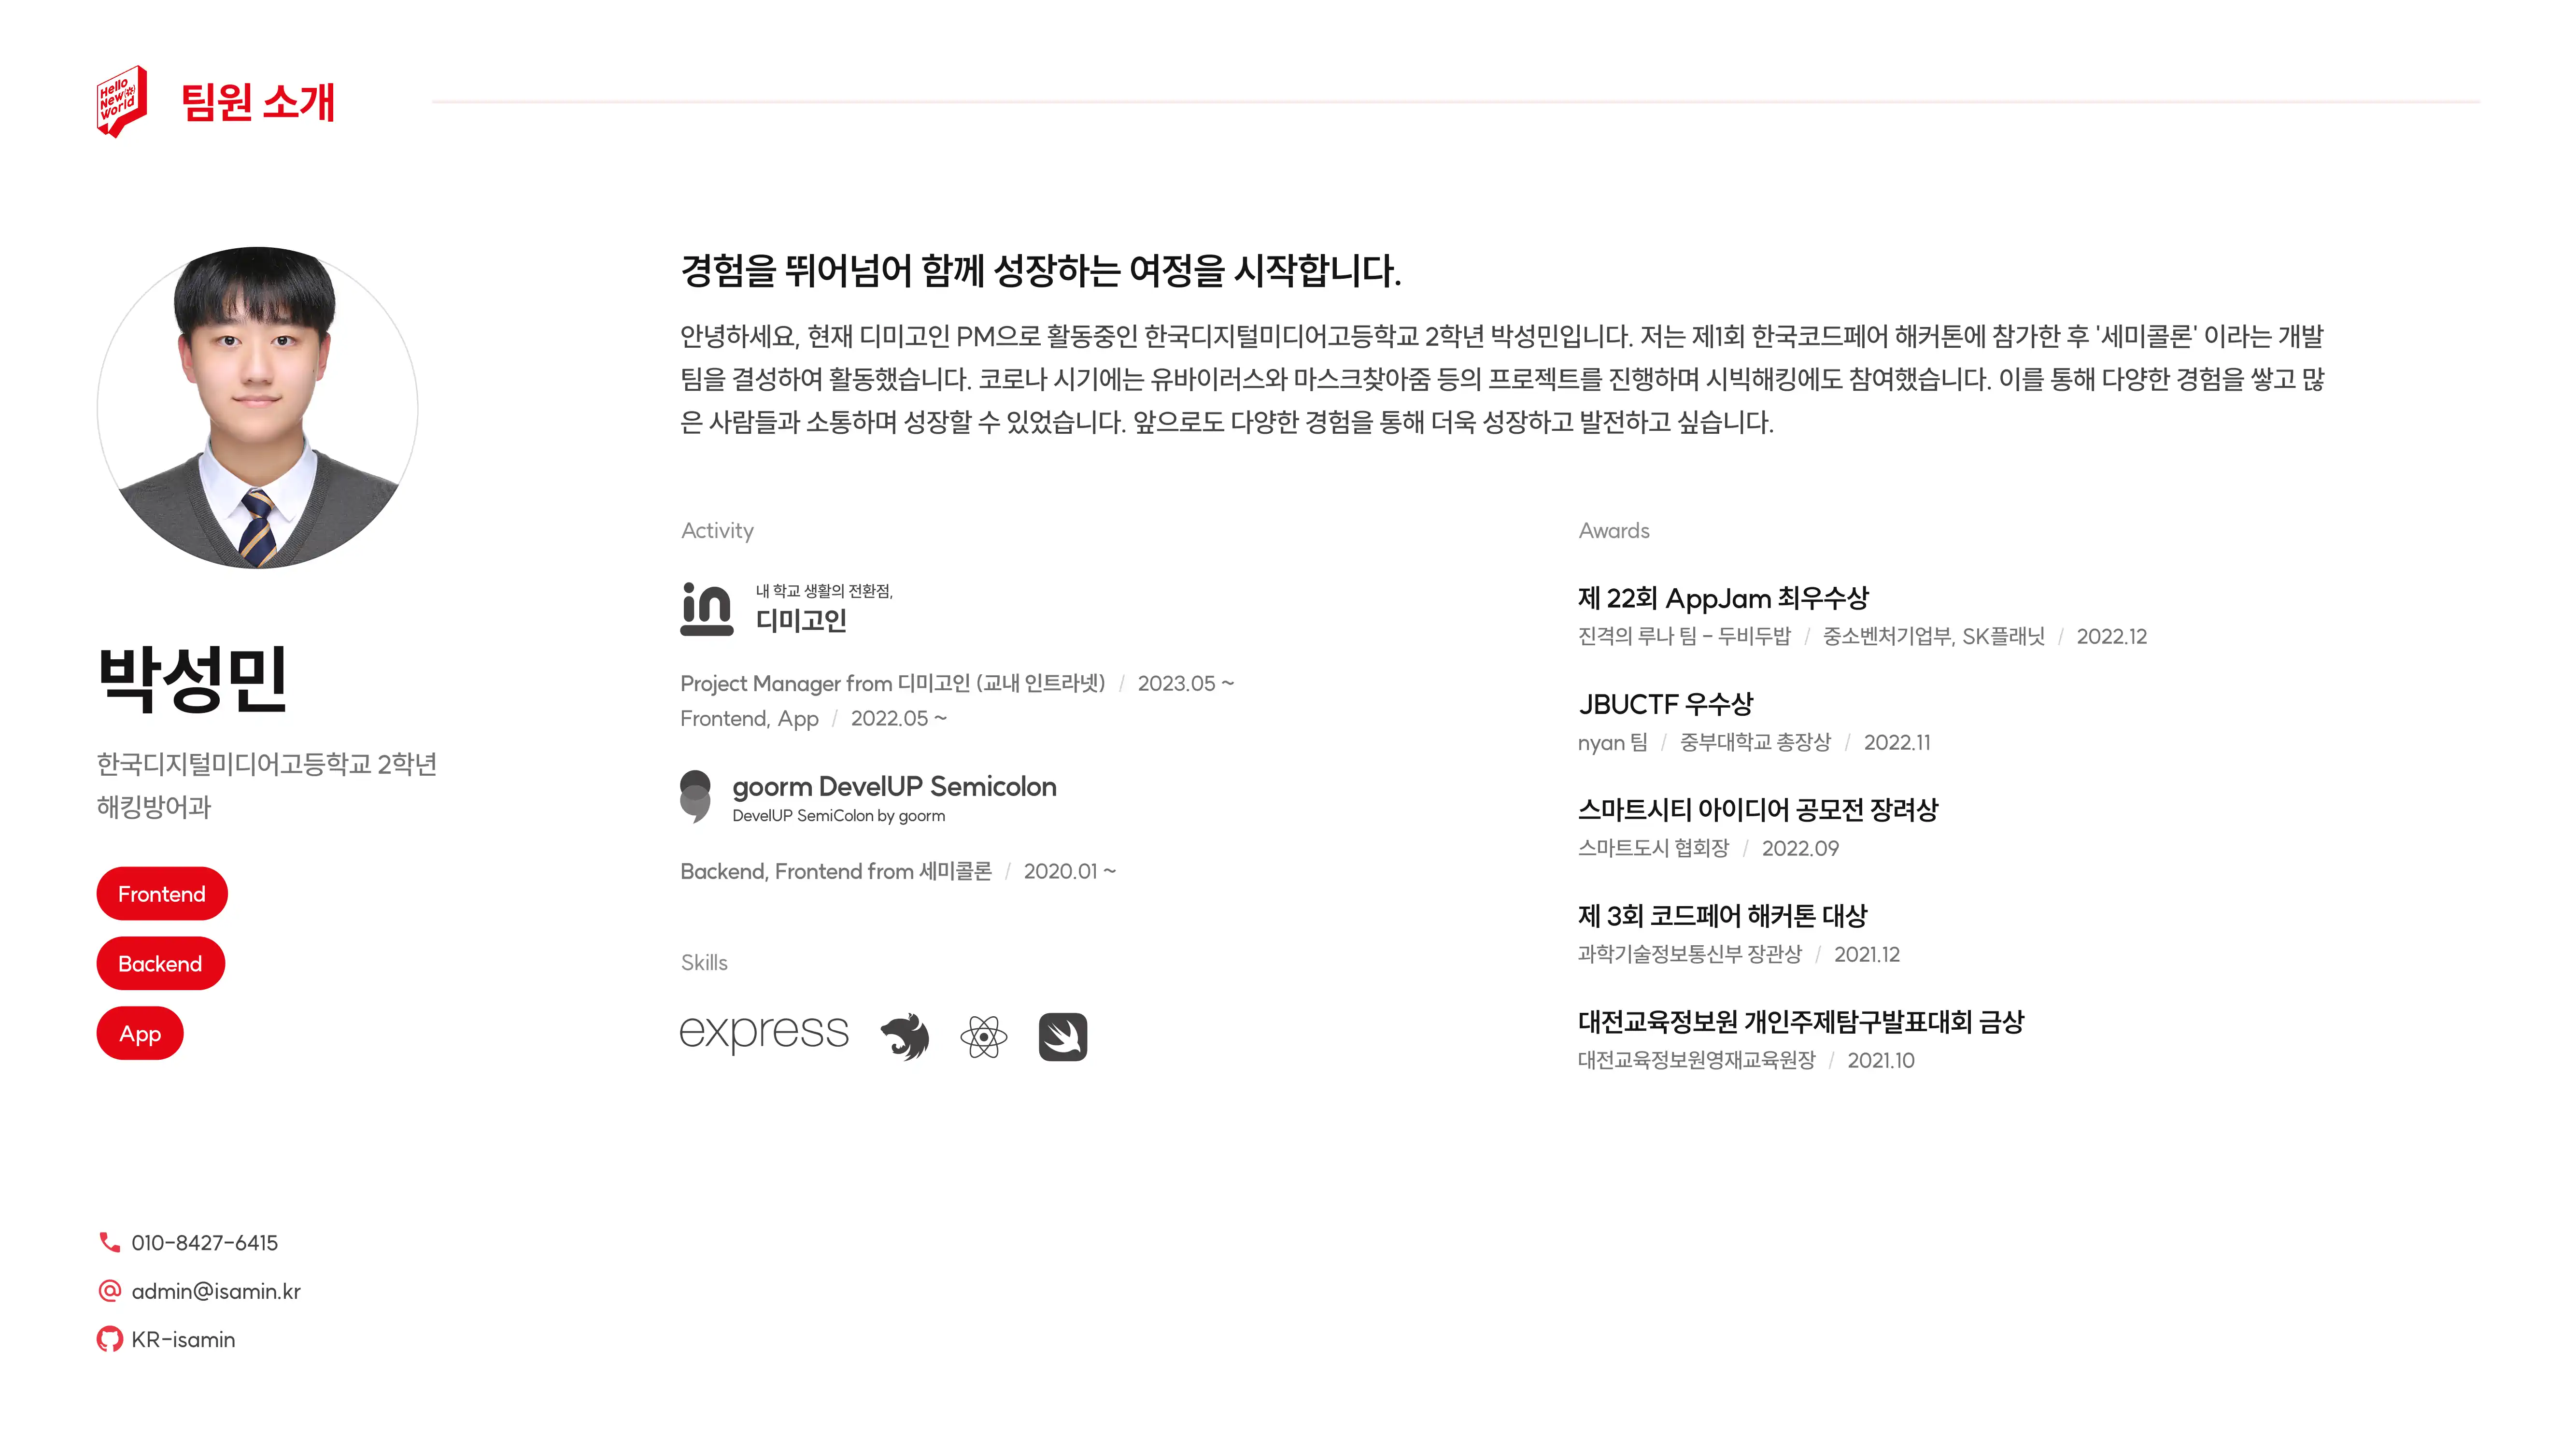 Hello
New
World
팀원 소개
박성민
한국디지털미디어고등학교 2학년
해킹방어과
Frontend
Backend
App
010-8427-6415
admin@isamin.kr
KR-isamin
경험을 뛰어넘어 함께 성장하는 여정을 시작합니다.
안녕하세요, 현재 디미고인 PM으로 활동중인 한국디지털미디어고등학교 2학년 박성민입니다. 저는 제1회 한국코드페어 해커톤에 참가한 후 '세미콜론' 이라는 개발
팀을 결성하여 활동했습니다. 코로나 시기에는 유바이러스와 마스크찾아줌 등의 프로젝트를 진행하며 시빅해킹에도 참여했습니다. 이를 통해 다양한 경험을 쌓고 많
은 사람들과 소통하며 성장할 수 있었습니다. 앞으로도 다양한 경험을 통해 더욱 성장하고 발전하고 싶습니다.
Activity
in
내 학교 생활의 전환점,
디미고인
Project Manager from 디미고인 (교내 인트라넷) / 2023.05 ~
Frontend, App / 2022.05 ~
goorm DevelUP Semicolon
DevelUP SemiColon by goorm
Backend, Frontend from 세미콜론 / 2020.01 ~
Skills
express
Awards
제 22회 AppJam 최우수상
진격의 루나 팀 - 두비두밥 / 중소벤처기업부, SK플래닛 / 2022.12
JBUCTF 우수상
nyan 팀 / 중부대학교 총장상 / 2022.11
스마트시티 아이디어 공모전 장려상
스마트도시 협회장 / 2022.09
제 3회 코드페어 해커톤 대상
과학기술정보통신부 장관상 / 2021.12
대전교육정보원 개인주제탐구발표대회 금상
대전교육정보원영재교육원장 / 2021.10